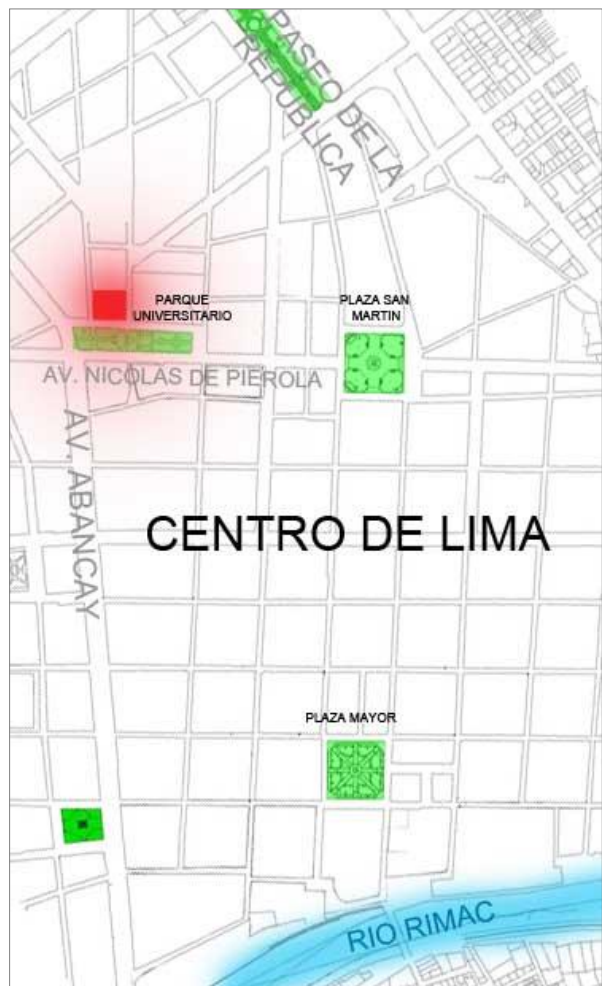 PASEO DE LA
REPUBLICA
PARQUE
UNIVERSITARIO
PLAZA SAN
MARTIN
AV. NICOLAS DE PIEROLA
AV. ABANCAY
CENTRO DE LIMA
PLAZA MAYOR
RIO RIMAC